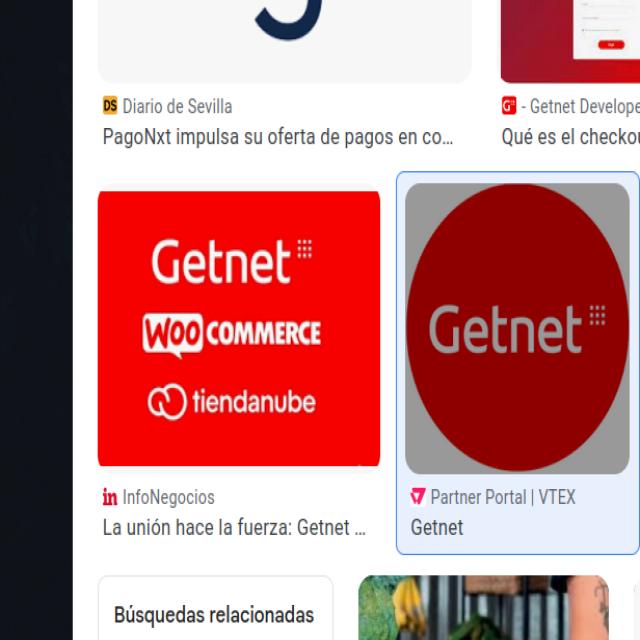 DS Diario de Sevilla
PagoNxt impulsa su oferta de pagos en co...
G - Getnet Develope
Qué es el checkou
Getnet
WOO COMMERCE
tiendanube
Getnet
in InfoNegocios
La unión hace la fuerza: Getnet ...
Partner Portal | VTEX
Getnet
Búsquedas relacionadas